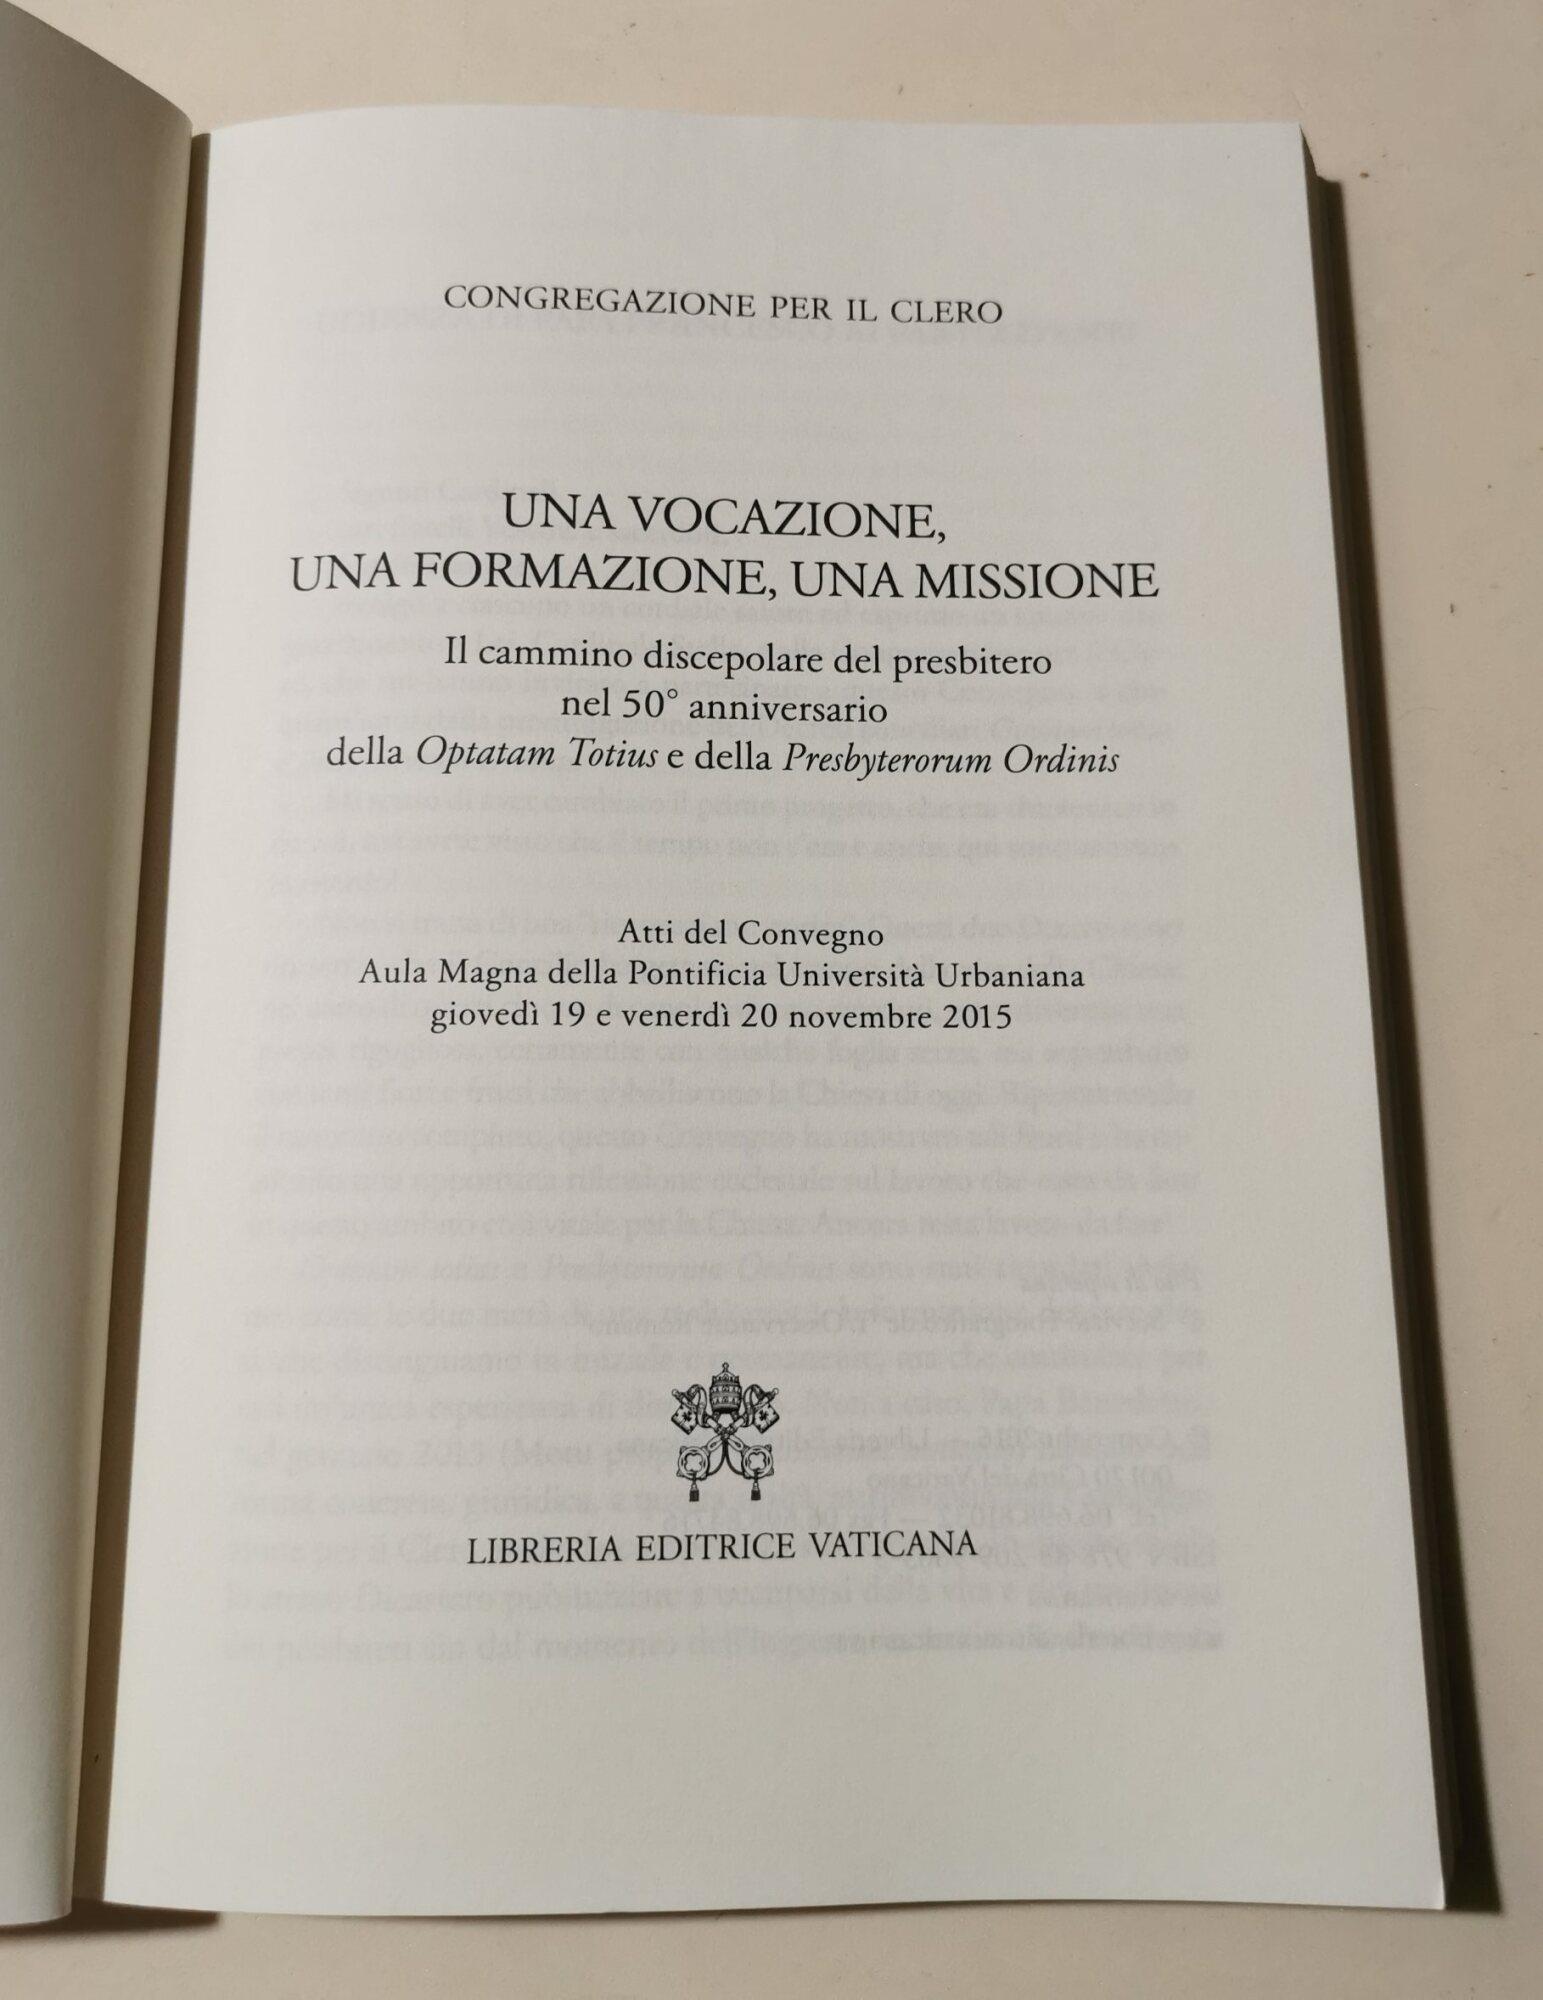 CONGREGAZIONE PER IL CLERO
UNA VOCAZIONE,
UNA FORMAZIONE, UNA MISSIONE
Il cammino discepolare del presbitero
nel 50° anniversario
della Optatam Totius e della Presbyterorum Ordinis
Atti del Convegno
Aula Magna della Pontificia Università Urbaniana
giovedì 19 e venerdì 20 novembre 2015
LIBRERIA EDITRICE VATICANA